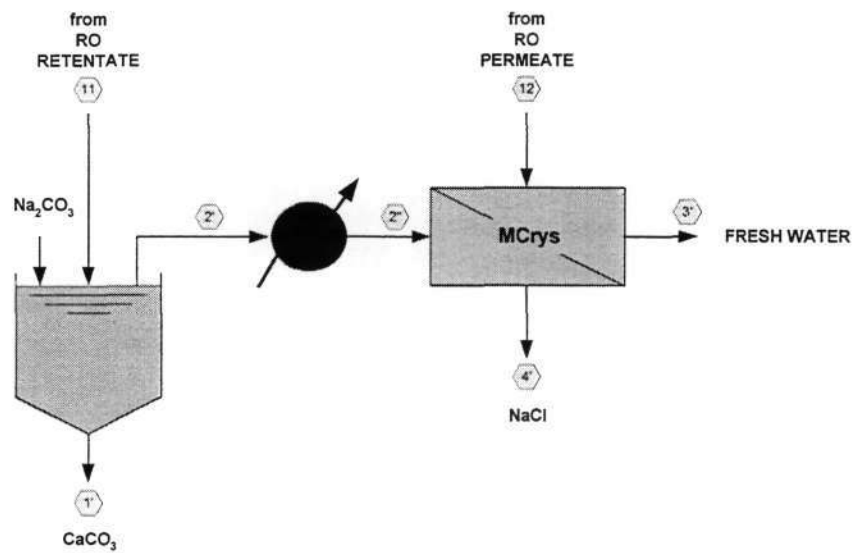 from
RO
RETENTATE
11
from
RO
PERMEATE
12
Na₂CO₃
2'
2"
MCrys
3'
FRESH WATER
4'
NaCl
1'
CaCO₃